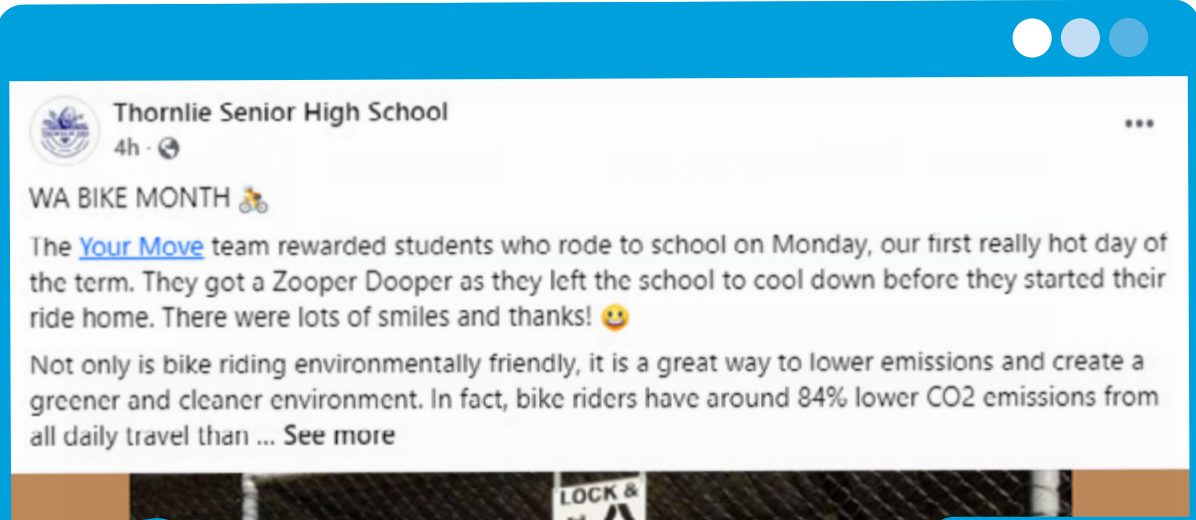 Thornlie Senior High School
4h ·
WA BIKE MONTH 🚴
The Your Move team rewarded students who rode to school on Monday, our first really hot day of
the term. They got a Zooper Dooper as they left the school to cool down before they started their
ride home. There were lots of smiles and thanks! 😃
Not only is bike riding environmentally friendly, it is a great way to lower emissions and create a
greener and cleaner environment. In fact, bike riders have around 84% lower CO2 emissions from
all daily travel than ... See more
LOCK &